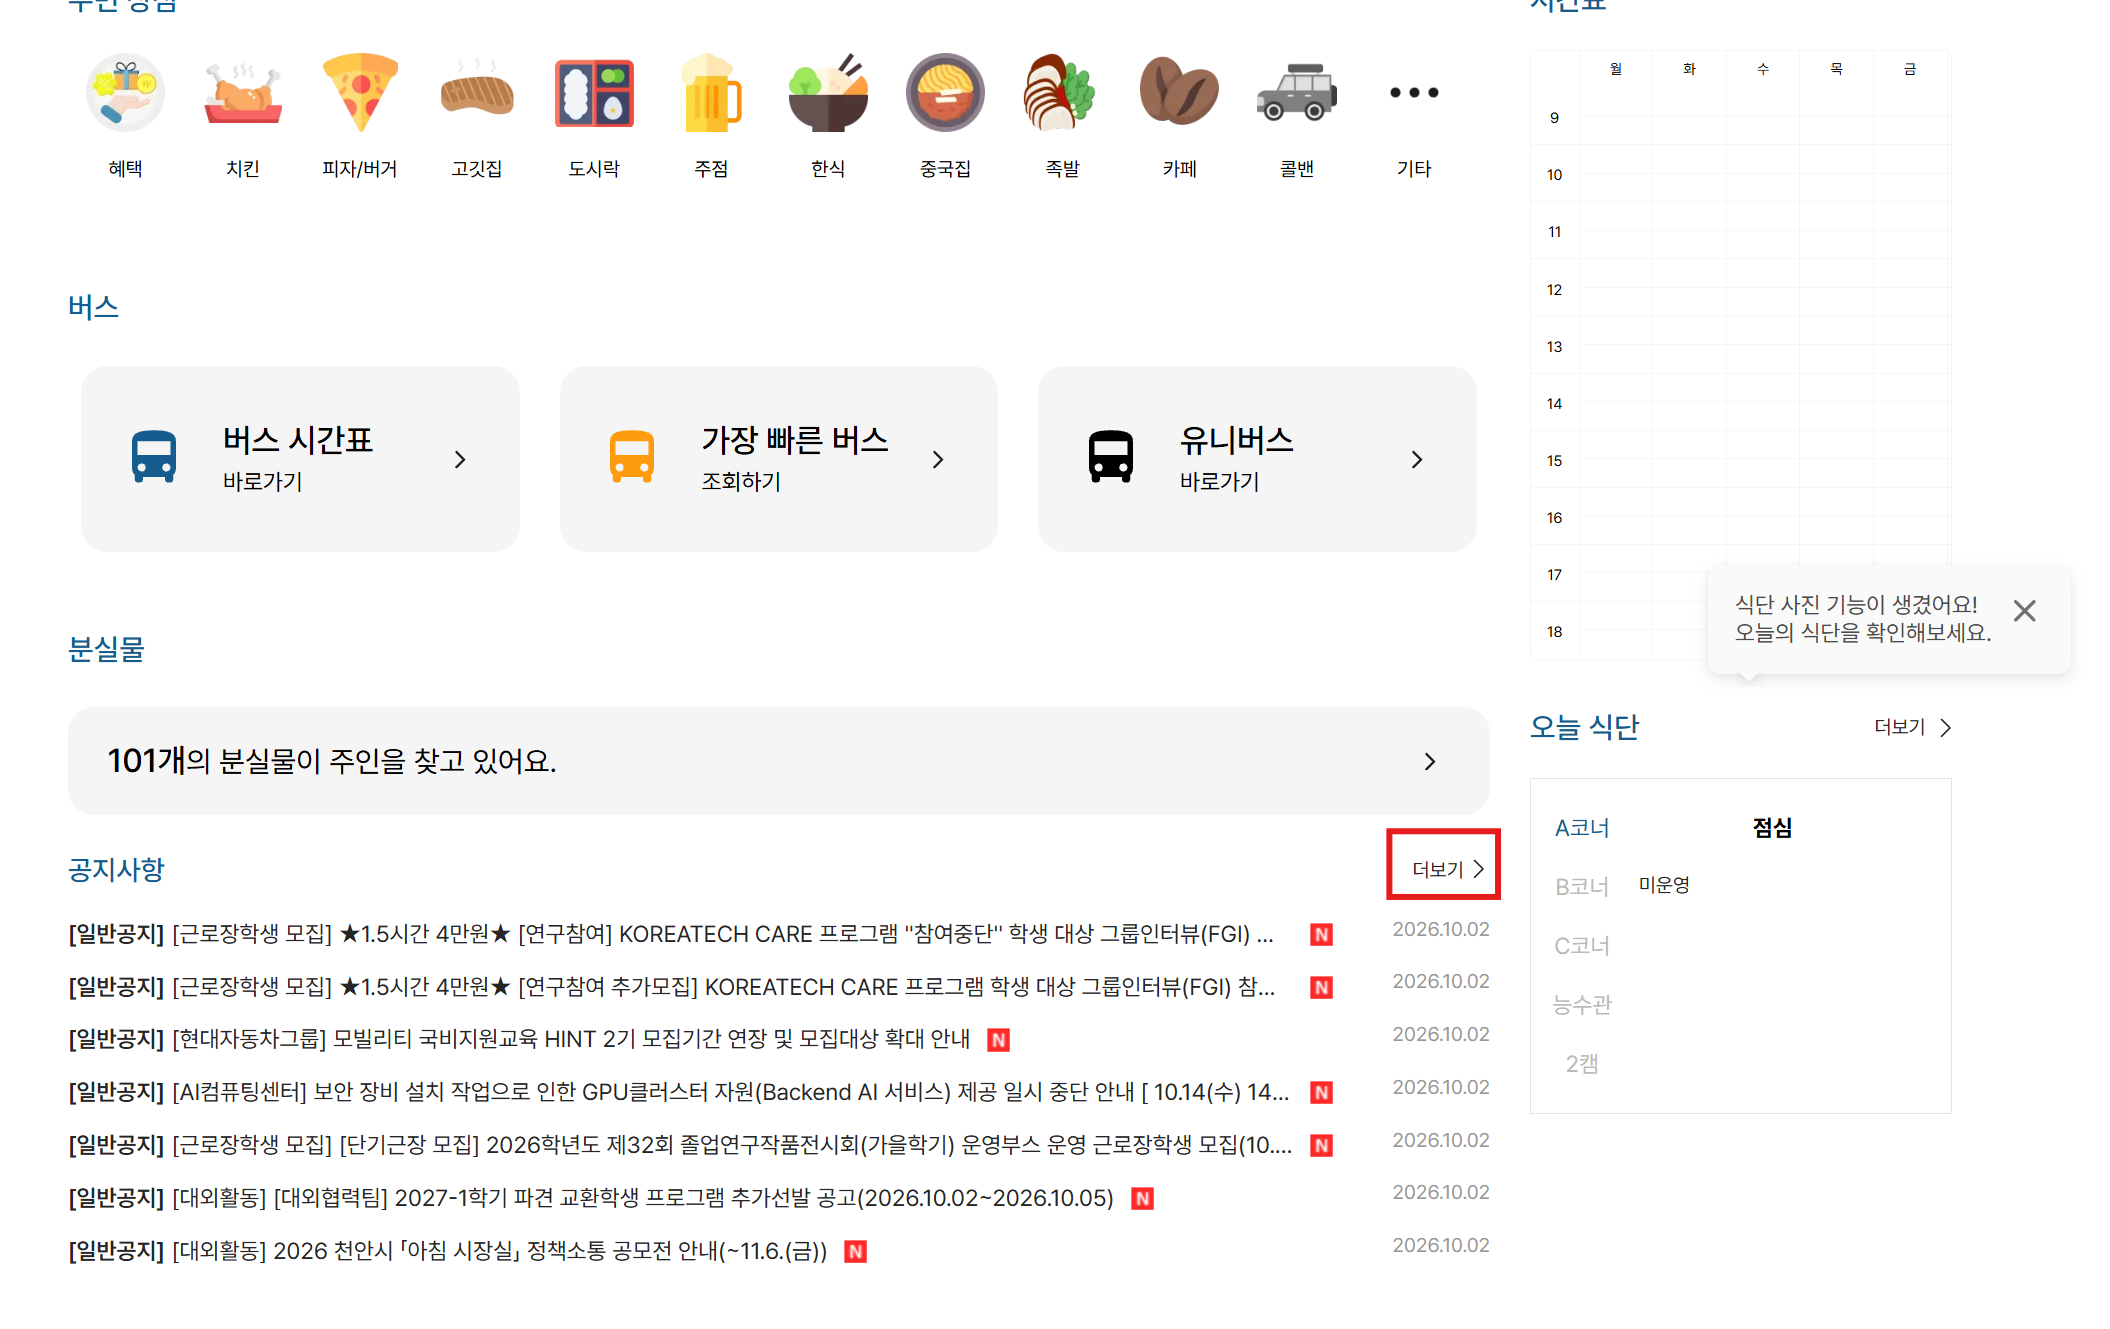 혜택 치킨 피자/버거 고깃집 도시락 주점 한식 중국집 족발 카페 콜밴 기타
버스
버스 시간표
바로가기
가장 빠른 버스
조회하기
유니버스
바로가기
분실물
101개의 분실물이 주인을 찾고 있어요.
공지사항
더보기
[일반공지] [근로장학생 모집] ★1.5시간 4만원★ [연구참여] KOREATECH CARE 프로그램 "참여중단" 학생 대상 그룹인터뷰(FGI) ... N 2026.10.02
[일반공지] [근로장학생 모집] ★1.5시간 4만원★ [연구참여 추가모집] KOREATECH CARE 프로그램 학생 대상 그룹인터뷰(FGI) 참... N 2026.10.02
[일반공지] [현대자동차그룹] 모빌리티 국비지원교육 HINT 2기 모집기간 연장 및 모집대상 확대 안내 N 2026.10.02
[일반공지] [AI컴퓨팅센터] 보안 장비 설치 작업으로 인한 GPU클러스터 자원(Backend AI 서비스) 제공 일시 중단 안내 [ 10.14(수) 14... N 2026.10.02
[일반공지] [근로장학생 모집] [단기근장 모집] 2026학년도 제32회 졸업연구작품전시회(가을학기) 운영부스 운영 근로장학생 모집(10.... N 2026.10.02
[일반공지] [대외활동] [대외협력팀] 2027-1학기 파견 교환학생 프로그램 추가선발 공고(2026.10.02~2026.10.05) N 2026.10.02
[일반공지] [대외활동] 2026 천안시 「아침 시장실」 정책소통 공모전 안내(~11.6.(금)) N 2026.10.02
시간표
월 화 수 목 금
9
10
11
12
13
14
15
16
17
18
식단 사진 기능이 생겼어요!
오늘의 식단을 확인해보세요.
오늘 식단
더보기
A코너 점심
B코너 미운영
C코너
능수관
2캠